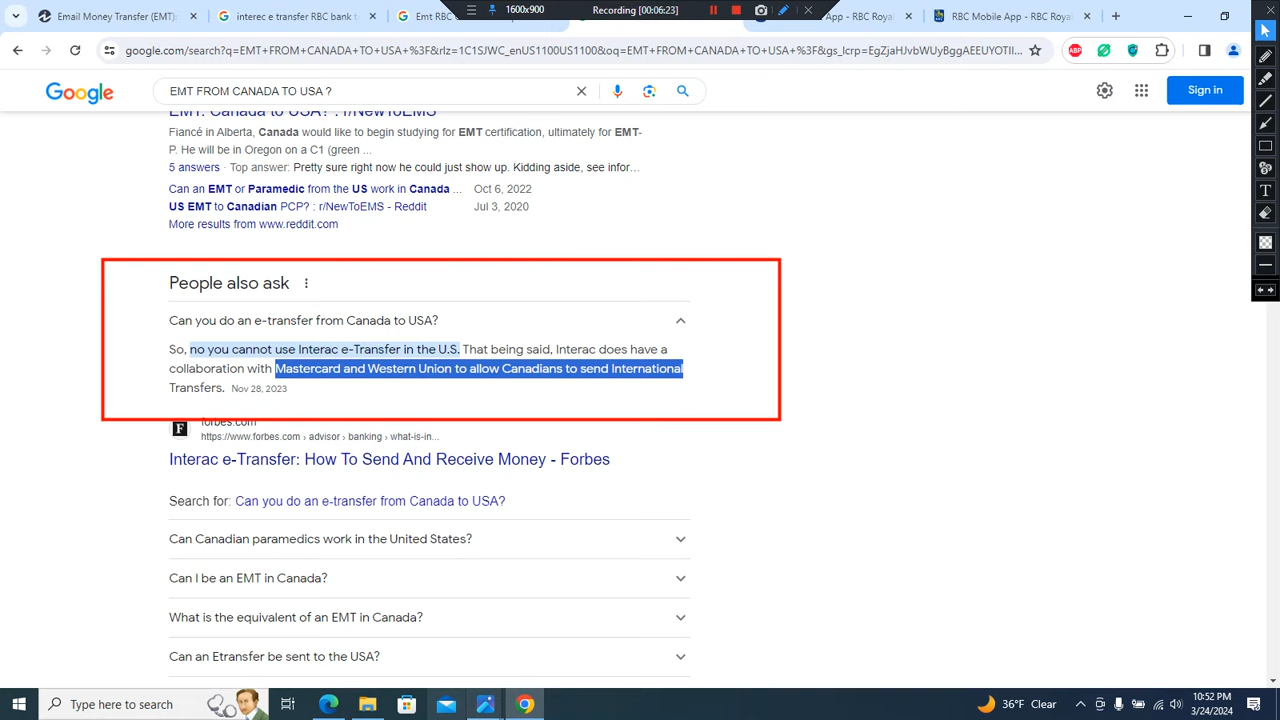 1600x900
Recording [00:06:23]
Email Money Transfer (EMT)
interec e transfer RBC bank
Emt RBC
App - RBC Roya
RBC Mobile App - RBC Roya
google.com/search?q=EMT+FROM+CANADA+TO+USA+%3F&rlz=1C1SJWC_enUS1100US1100&oq=EMT+FROM+CANADA+TO+USA+%3F&gs_lcrp=EgZjaHJvbWUyBggAEEUYOTII...
ABP
Google
EMT FROM CANADA TO USA ?
Sign in
EMT: Canada to USA? : r/NewToEMS
Fiancé in Alberta, Canada would like to begin studying for EMT certification, ultimately for EMT-
P. He will be in Oregon on a C1 (green ...
5 answers · Top answer: Pretty sure right now he could just show up. Kidding aside, see infor...
Can an EMT or Paramedic from the US work in Canada ... Oct 6, 2022
US EMT to Canadian PCP? : r/NewToEMS - Reddit Jul 3, 2020
More results from www.reddit.com
People also ask
Can you do an e-transfer from Canada to USA?
So, no you cannot use Interac e-Transfer in the U.S. That being said, Interac does have a
collaboration with Mastercard and Western Union to allow Canadians to send International
Transfers. Nov 28, 2023
forbes.com
F
https://www.forbes.com › advisor › banking › what-is-in...
Interac e-Transfer: How To Send And Receive Money - Forbes
Search for: Can you do an e-transfer from Canada to USA?
Can Canadian paramedics work in the United States?
Can I be an EMT in Canada?
What is the equivalent of an EMT in Canada?
Can an Etransfer be sent to the USA?
Type here to search
36°F Clear
10:52 PM
3/24/2024